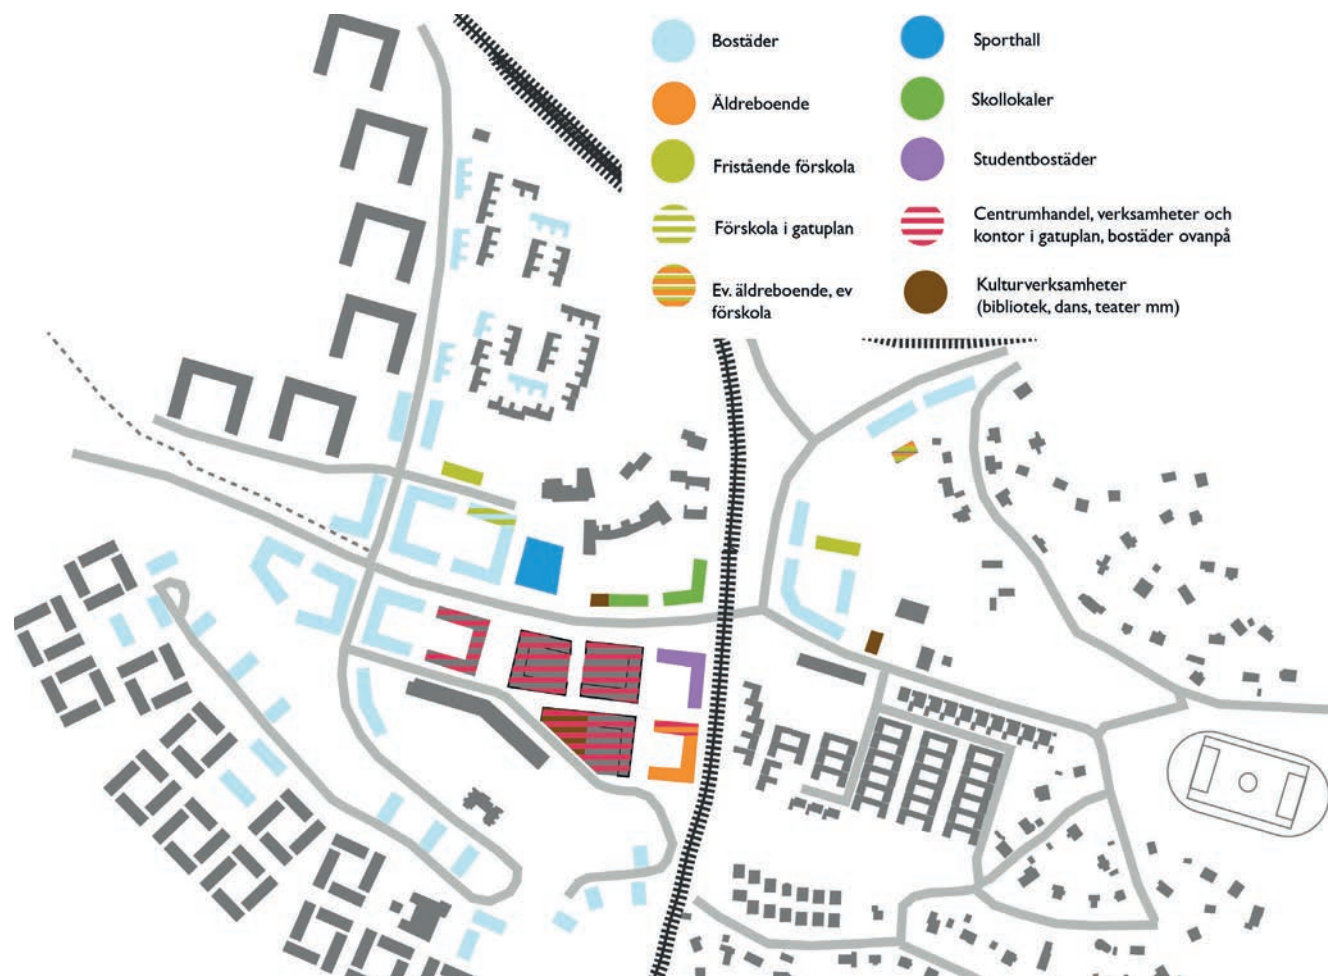 Bostäder
Äldreboende
Fristående förskola
Förskola i gatuplan
Ev. äldreboende, ev
förskola
Sporthall
Skollokaler
Studentbostäder
Centrumhandel, verksamheter och
kontor i gatuplan, bostäder ovanpå
Kulturverksamheter
(bibliotek, dans, teater mm)